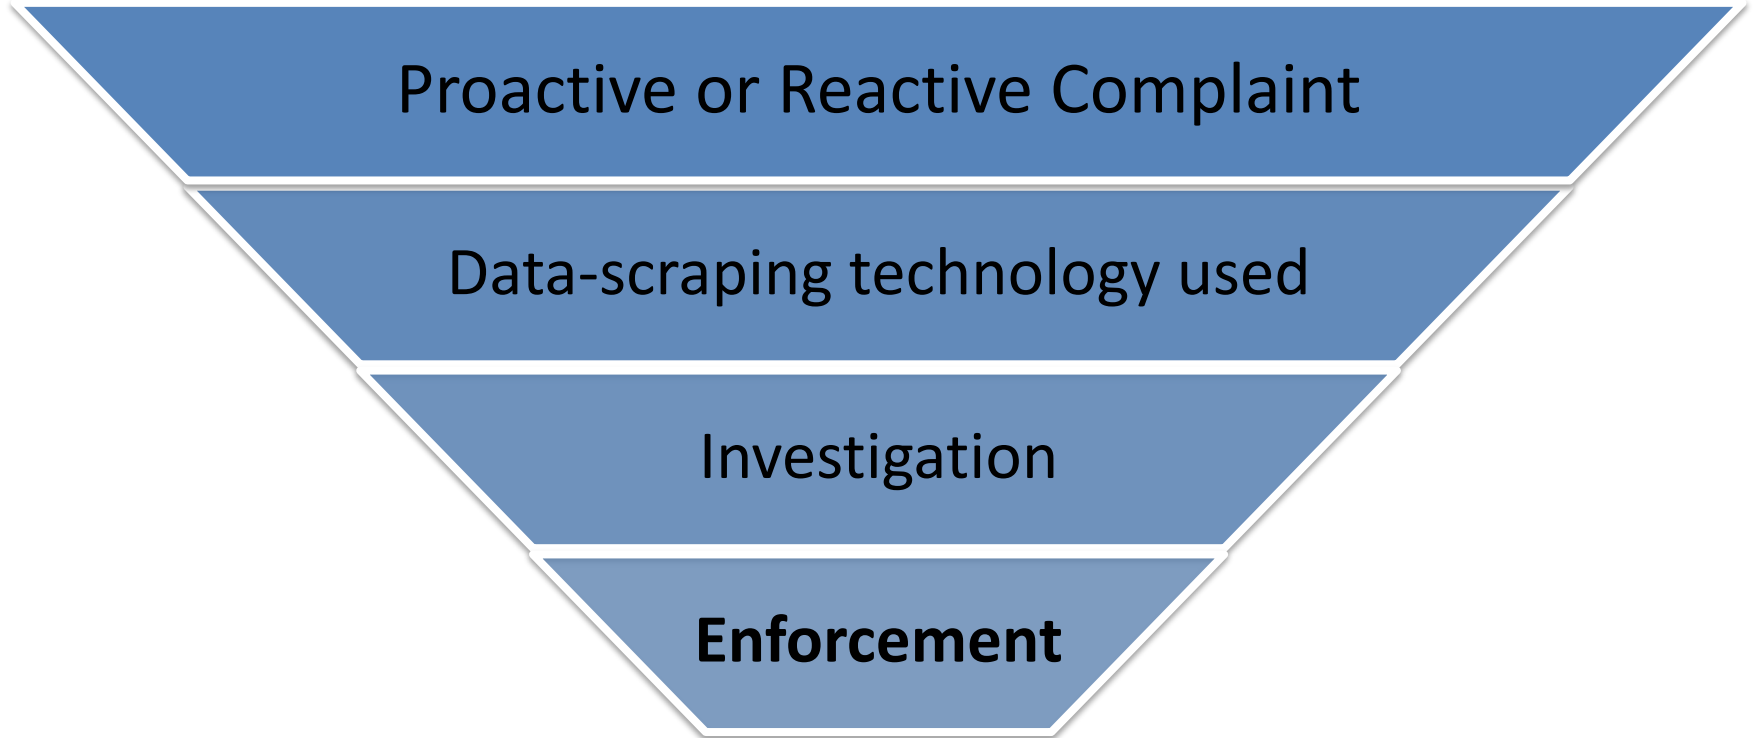 Proactive or Reactive Complaint
Data-scraping technology used
Investigation
Enforcement